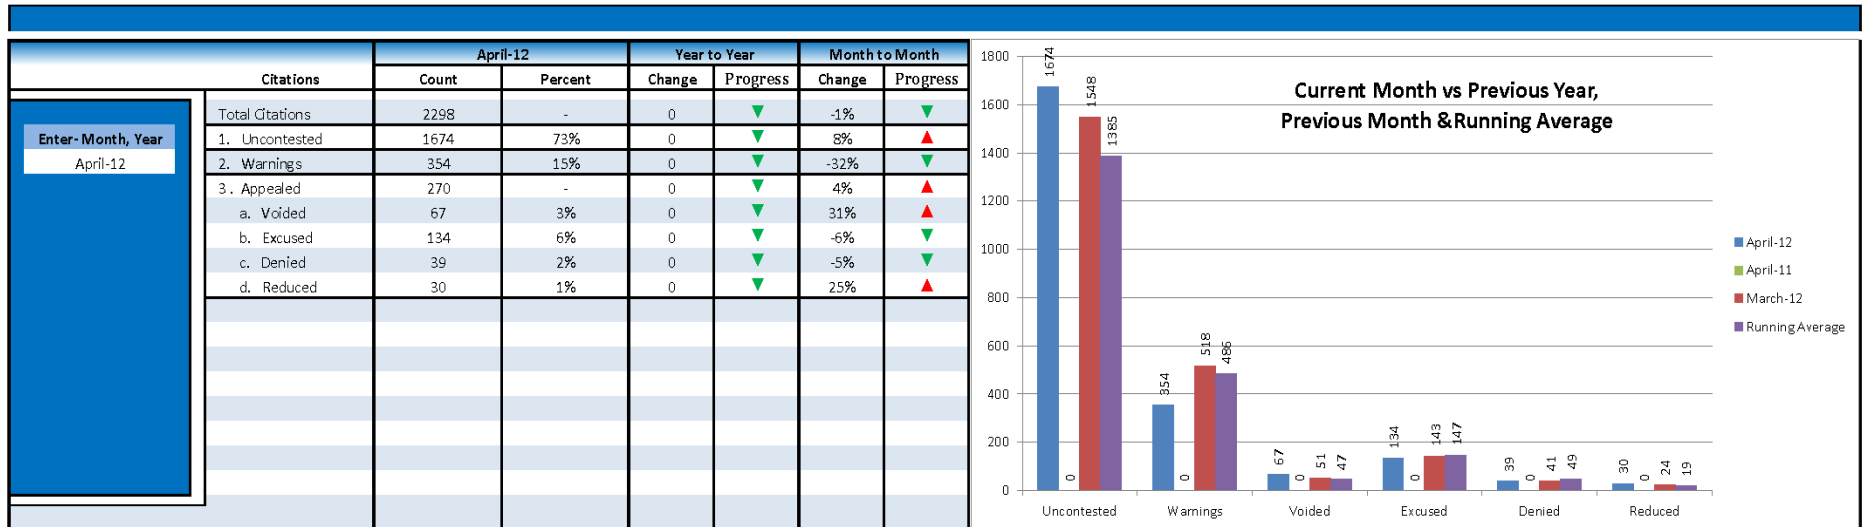 April-12 Year to Year Month to Month
Citations Count Percent Change Progress Change Progress
Total Citations 2298 - 0 ▼ -1% ▼
Enter- Month, Year
April-12
1. Uncontested 1674 73% 0 ▼ 8% ▲
2. Warnings 354 15% 0 ▼ -32% ▼
3. Appealed 270 - 0 ▼ 4% ▲
a. Voided 67 3% 0 ▼ 31% ▲
b. Excused 134 6% 0 ▼ -6% ▼
c. Denied 39 2% 0 ▼ -5% ▼
d. Reduced 30 1% 0 ▼ 25% ▲
Current Month vs Previous Year,
Previous Month & Running Average
1800
1600
1400
1200
1000
800
600
400
200
0
1674 0 1548 1385
354 0 518 486
67 0 51 47
134 0 143 147
39 0 41 49
30 0 24 19
Uncontested Warnings Voided Excused Denied Reduced
April-12
April-11
March-12
Running Average